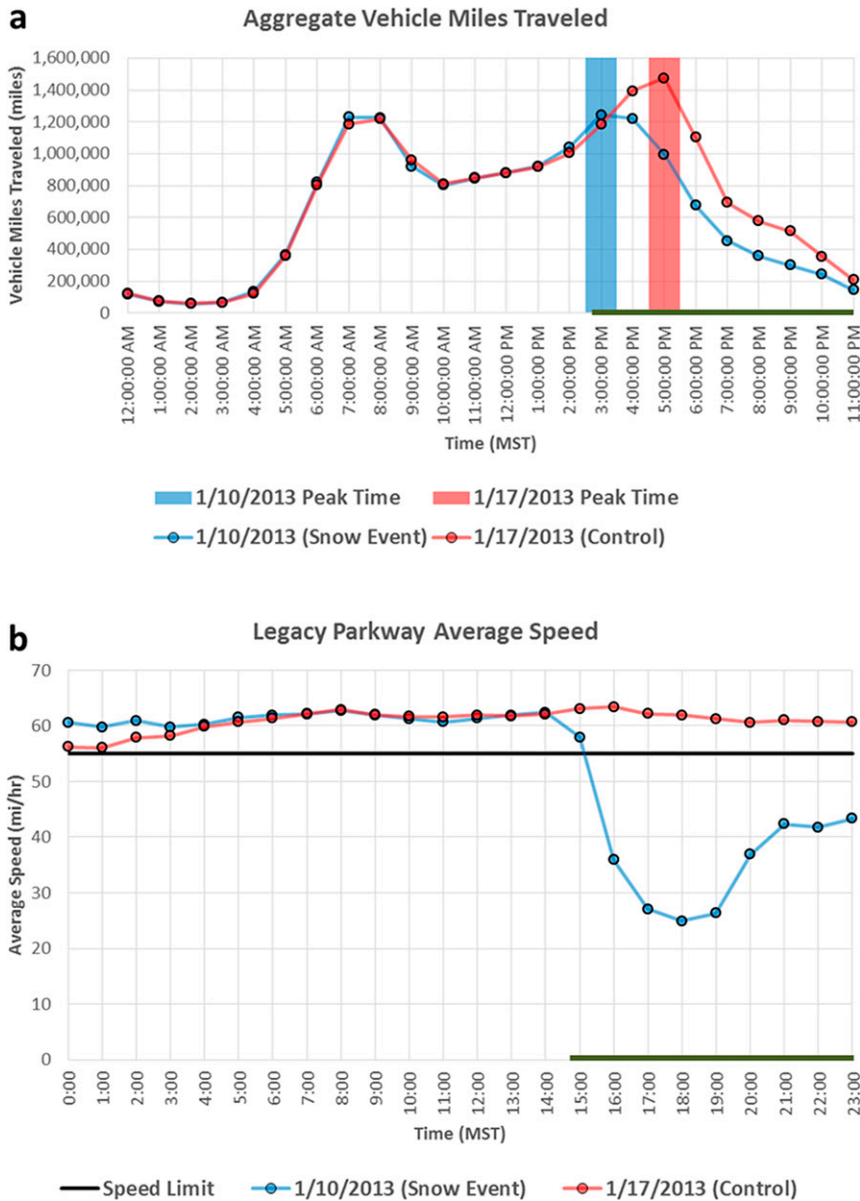 a
Aggregate Vehicle Miles Traveled
Vehicle Miles Traveled (miles)
1,600,000
1,400,000
1,200,000
1,000,000
800,000
600,000
400,000
200,000
0
12:00:00 AM
1:00:00 AM
2:00:00 AM
3:00:00 AM
4:00:00 AM
5:00:00 AM
6:00:00 AM
7:00:00 AM
8:00:00 AM
9:00:00 AM
10:00:00 AM
11:00:00 AM
12:00:00 PM
1:00:00 PM
2:00:00 PM
3:00:00 PM
4:00:00 PM
5:00:00 PM
6:00:00 PM
7:00:00 PM
8:00:00 PM
9:00:00 PM
10:00:00 PM
11:00:00 PM
Time (MST)
1/10/2013 Peak Time
1/17/2013 Peak Time
1/10/2013 (Snow Event)
1/17/2013 (Control)
b
Legacy Parkway Average Speed
Average Speed (mi/hr)
70
60
50
40
30
20
10
0
0:00
1:00
2:00
3:00
4:00
5:00
6:00
7:00
8:00
9:00
10:00
11:00
12:00
13:00
14:00
15:00
16:00
17:00
18:00
19:00
20:00
21:00
22:00
23:00
Time (MST)
Speed Limit
1/10/2013 (Snow Event)
1/17/2013 (Control)